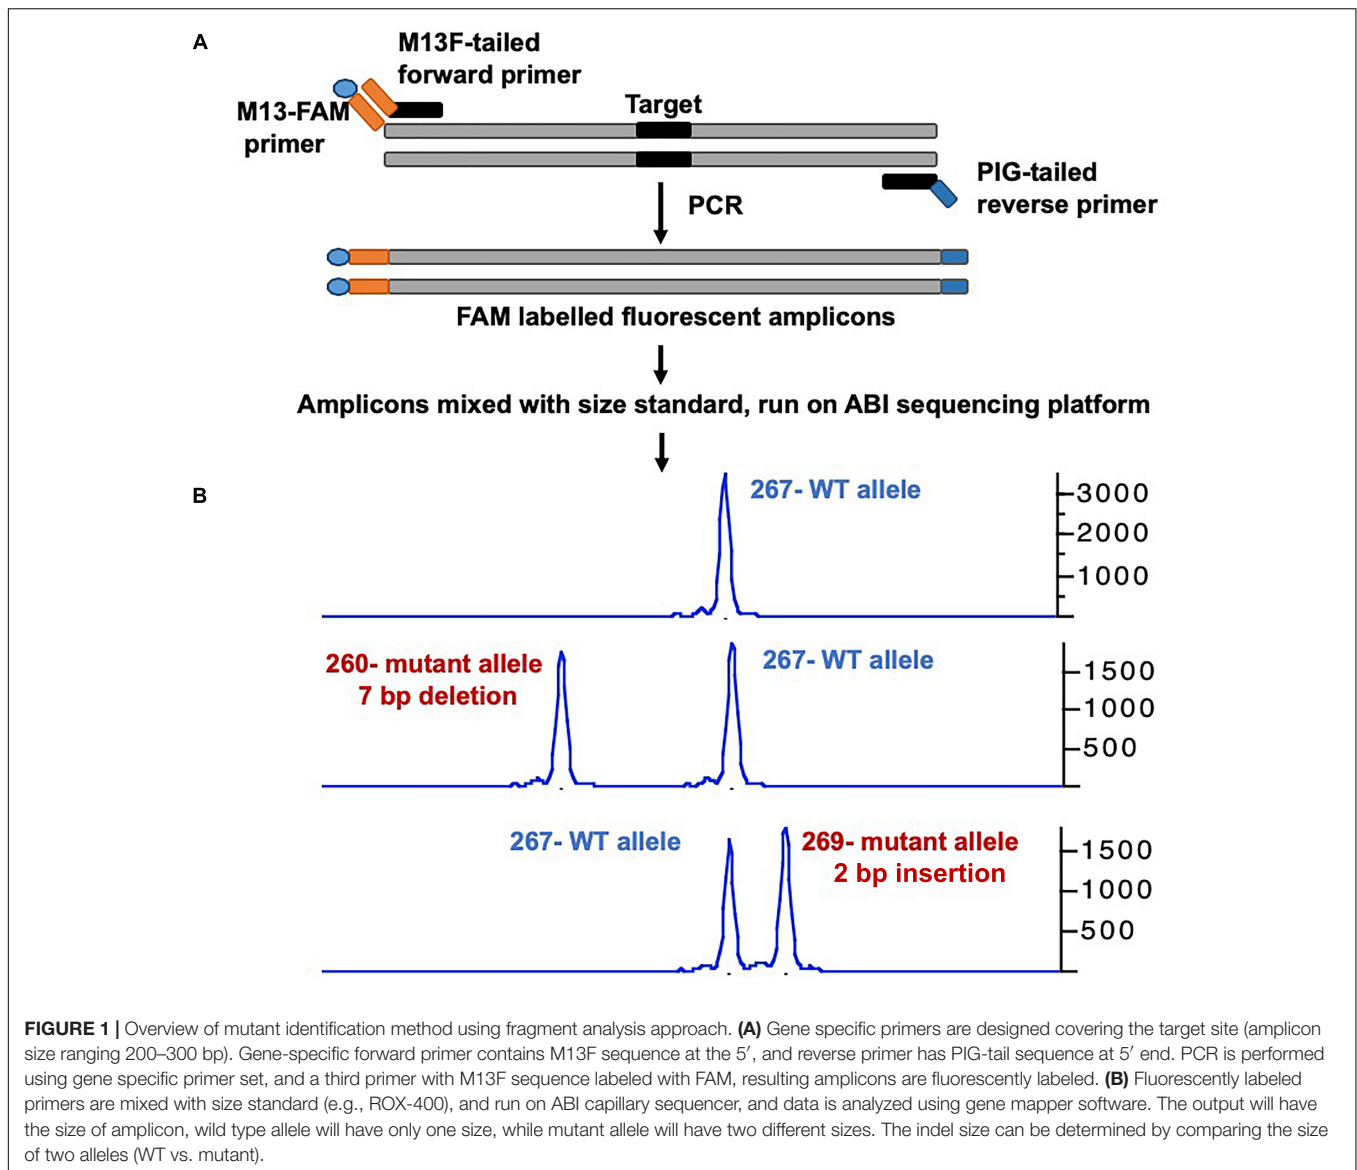 A
M13F-tailed
forward primer
M13-FAM
primer
Target
PIG-tailed
reverse primer
PCR
FAM labelled fluorescent amplicons
Amplicons mixed with size standard, run on ABI sequencing platform
B
267- WT allele
3000
2000
1000
260- mutant allele
7 bp deletion
267- WT allele
1500
1000
500
267- WT allele
269- mutant allele
2 bp insertion
1500
1000
500
FIGURE 1 | Overview of mutant identification method using fragment analysis approach. (A) Gene specific primers are designed covering the target site (amplicon
size ranging 200–300 bp). Gene-specific forward primer contains M13F sequence at the 5′, and reverse primer has PIG-tail sequence at 5′ end. PCR is performed
using gene specific primer set, and a third primer with M13F sequence labeled with FAM, resulting amplicons are fluorescently labeled. (B) Fluorescently labeled
primers are mixed with size standard (e.g., ROX-400), and run on ABI capillary sequencer, and data is analyzed using gene mapper software. The output will have
the size of amplicon, wild type allele will have only one size, while mutant allele will have two different sizes. The indel size can be determined by comparing the size
of two alleles (WT vs. mutant).